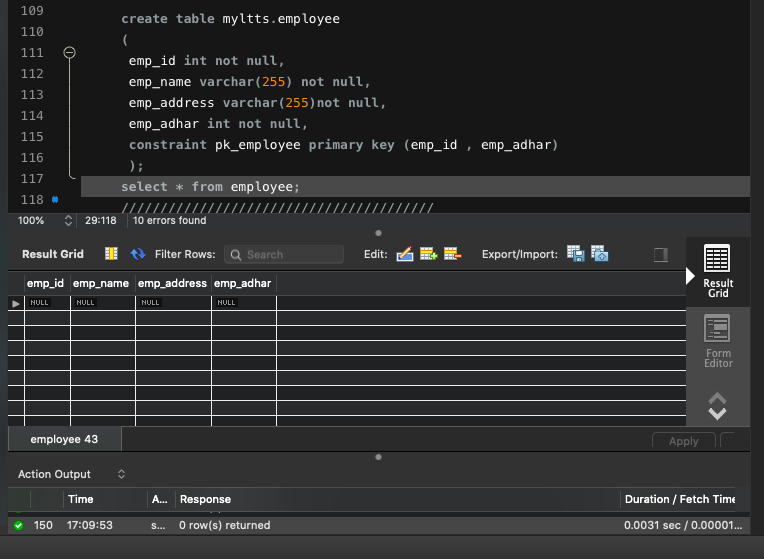 109
create table myltts.employee
110
(
111
emp_id int not null,
112
emp_name varchar(255) not null,
113
emp_address varchar(255)not null,
114
emp_adhar int not null,
115
constraint pk_employee primary key (emp_id , emp_adhar)
116
);
117
select * from employee;
118
////////////////////////////////////////
100% 29:118 10 errors found
Result Grid Filter Rows: Search Edit: Export/Import:
emp_id emp_name emp_address emp_adhar
NULL NULL NULL NULL
Result
Grid
Form
Editor
employee 43 Apply
Action Output
Time A... Response Duration / Fetch Time
150 17:09:53 s... 0 row(s) returned 0.0031 sec / 0.00001...